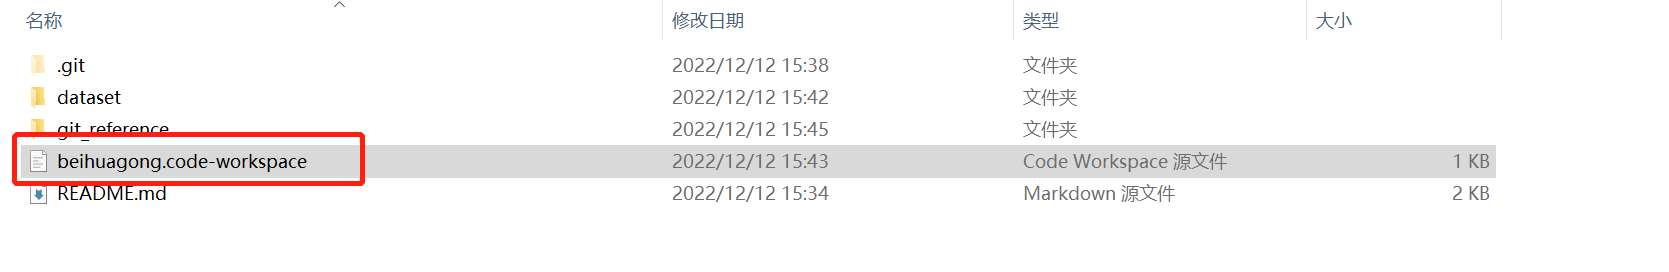 名称 修改日期 类型 大小
.git 2022/12/12 15:38 文件夹
dataset 2022/12/12 15:42 文件夹
git_reference 2022/12/12 15:45 文件夹
beihuagong.code-workspace 2022/12/12 15:43 Code Workspace 源文件 1 KB
README.md 2022/12/12 15:34 Markdown 源文件 2 KB